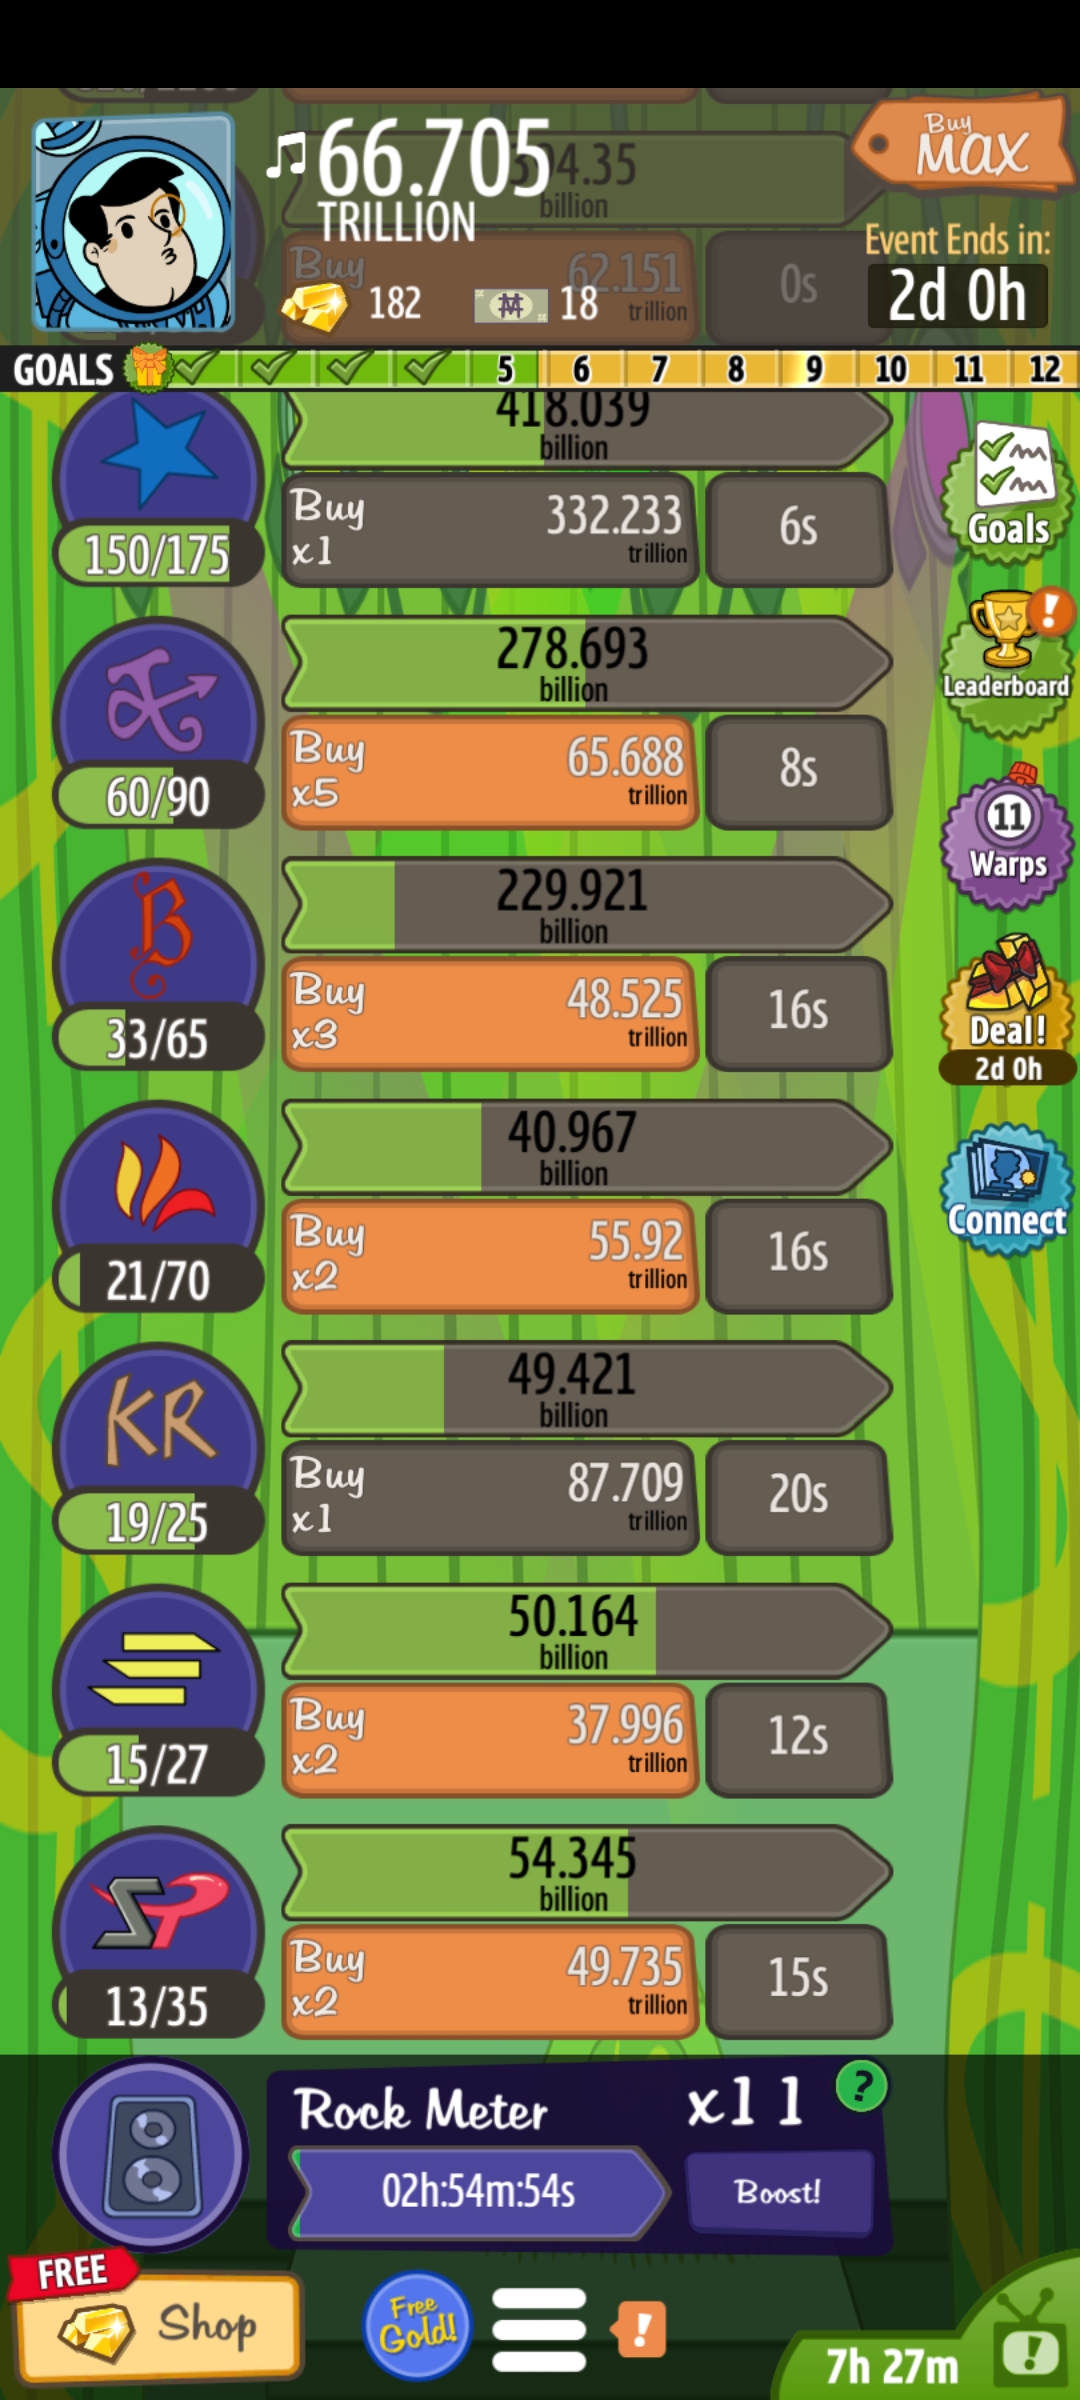 66.705
TRILLION
Buy
MAX
billion
Event Ends in:
2d 0h
Buy
62.151
trillion
0s
182
18
GOALS 5 6 7 8 9 10 11 12
418.039
billion
Buy
x1
332.233
trillion
6s
150/175
Goals
278.693
billion
Buy
x5
65.688
trillion
8s
60/90
Leaderboard
229.921
billion
Buy
x3
48.525
trillion
16s
33/65
11
Warps
Deal!
2d 0h
40.967
billion
Buy
x2
55.92
trillion
16s
21/70
Connect
KR
49.421
billion
Buy
x1
87.709
trillion
20s
19/25
50.164
billion
Buy
x2
37.996
trillion
12s
15/27
54.345
billion
Buy
x2
49.735
trillion
15s
13/35
Rock Meter x11 ?
02h:54m:54s
Boost!
FREE
Shop
Free
Gold!
!
7h 27m